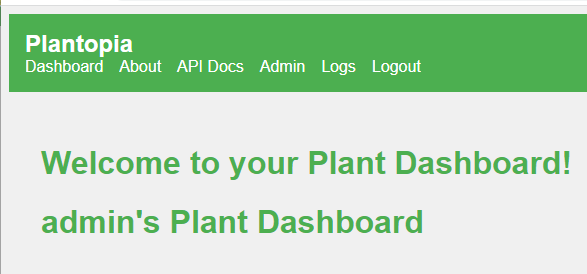 Plantopia
Dashboard About API Docs Admin Logs Logout
Welcome to your Plant Dashboard!
admin's Plant Dashboard